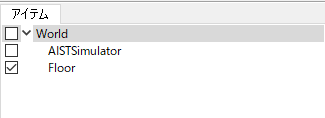 アイテム
World
AISTSimulator
Floor